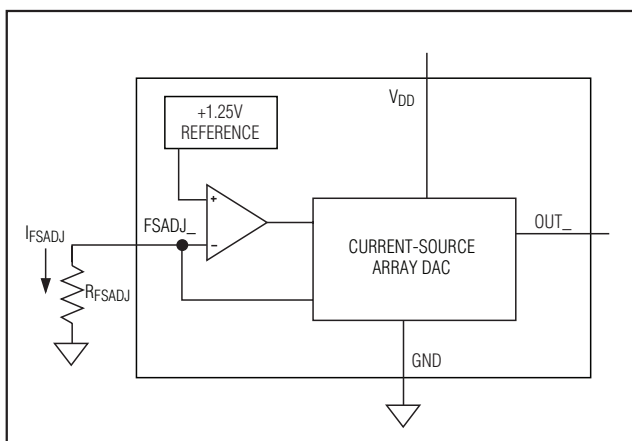 +1.25V
REFERENCE
VDD
+
FSADJ_
−
IFSADJ
RFSADJ
CURRENT-SOURCE
ARRAY DAC
OUT_
GND